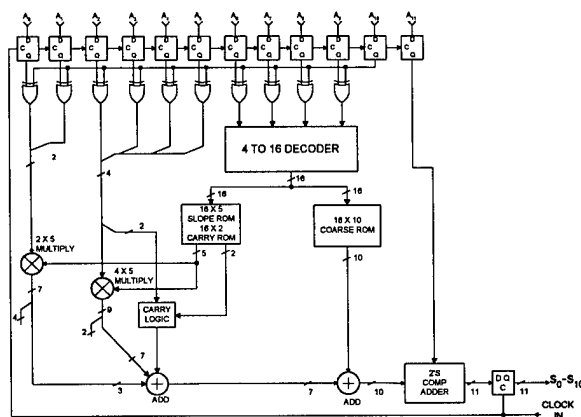 D D D D D D D D D D D D
C Q C Q C Q C Q C Q C Q C Q C Q C Q C Q C Q C Q
2
4 TO 16 DECODER
4
16
16 16
2
16 X 5
SLOPE ROM
16 X 2
CARRY ROM
16 X 10
COARSE ROM
2 X 5
MULTIPLY
4 X 5
MULTIPLY
5 2
10
7
4
9
2
CARRY
LOGIC
7
2'S
COMP
ADDER
D Q
C
S0-S10
3
ADD
7
ADD
10
11
11
11
CLOCK
IN